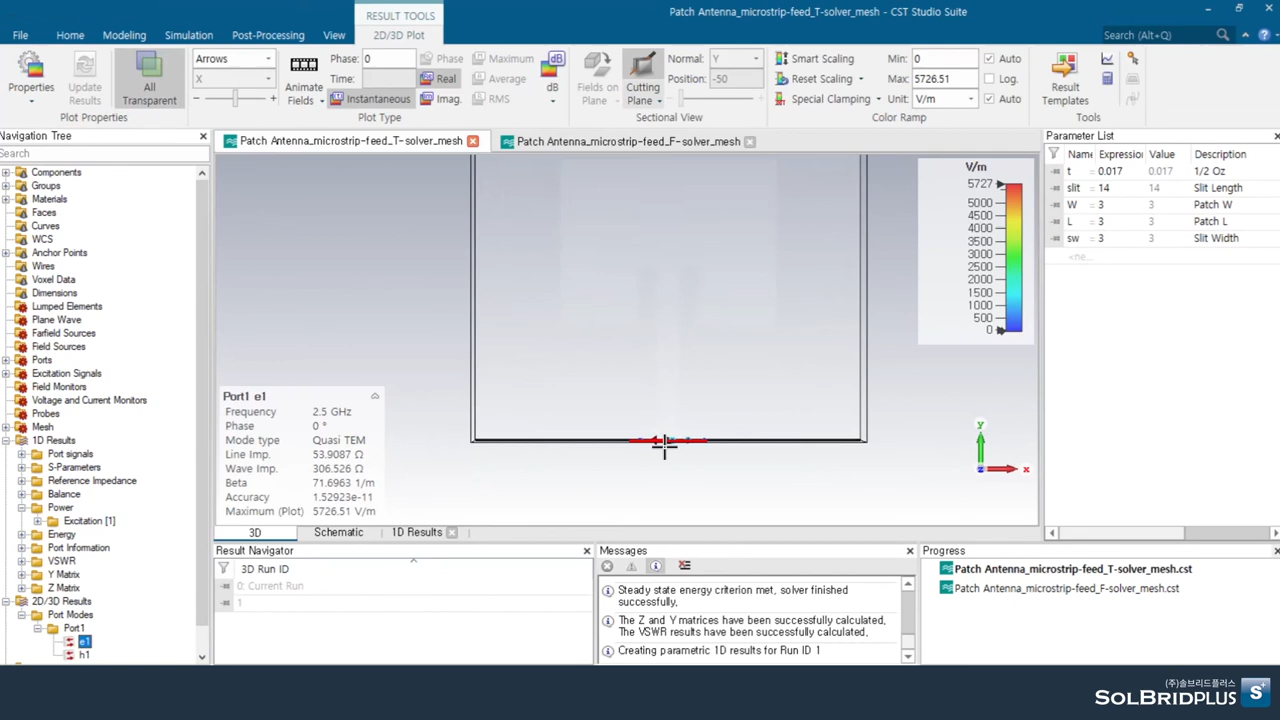 RESULT TOOLS
Patch Antenna_microstrip-feed_T-solver_mesh - CST Studio Suite
File Home Modeling Simulation Post-Processing View 2D/3D Plot Search (Alt+Q)
Properties
Update Results
All Transparent
Arrows
X
Plot Properties
Animate Fields
Phase: 0
Time:
Instantaneous
Phase
Real
Imag.
Maximum
Average
RMS
dB
dB
Plot Type
Fields on Plane
Cutting Plane
Normal: Y
Position: -50
Sectional View
Smart Scaling
Reset Scaling
Special Clamping
Min: 0
Max: 5726.51
Unit: V/m
Auto
Log.
Auto
Color Ramp
Result Templates
Tools
Navigation Tree
Search
Components
Groups
Materials
Faces
Curves
WCS
Anchor Points
Wires
Voxel Data
Dimensions
Lumped Elements
Plane Wave
Farfield Sources
Field Sources
Ports
Excitation Signals
Field Monitors
Voltage and Current Monitors
Probes
Mesh
1D Results
Port signals
S-Parameters
Reference Impedance
Balance
Power
Excitation [1]
Energy
Port Information
VSWR
Y Matrix
Z Matrix
2D/3D Results
Port Modes
Port1
e1
h1
Patch Antenna_microstrip-feed_T-solver_mesh
Patch Antenna_microstrip-feed_F-solver_mesh
V/m
5727
5000
4500
4000
3500
3000
2500
2000
1500
1000
500
0
Port1 e1
Frequency 2.5 GHz
Phase 0 °
Mode type Quasi TEM
Line Imp. 53.9087 Ω
Wave Imp. 306.526 Ω
Beta 71.6963 1/m
Accuracy 1.52923e-11
Maximum (Plot) 5726.51 V/m
y
x
3D Schematic 1D Results
Parameter List
Name Expression Value Description
t = 0.017 0.017 1/2 Oz
slit = 14 14 Slit Length
W = 3 3 Patch W
L = 3 3 Patch L
sw = 3 3 Slit Width
<ne...
Result Navigator
3D Run ID
0: Current Run
1
Messages
Steady state energy criterion met, solver finished
successfully,
The Z and Y matrices have been successfully calculated,
The VSWR results have been successfully calculated,
Creating parametric 1D results for Run ID 1
Progress
Patch Antenna_microstrip-feed_T-solver_mesh.cst
Patch Antenna_microstrip-feed_F-solver_mesh.cst
(주)솔브리드플러스
SOLBRIDPLUS
S+